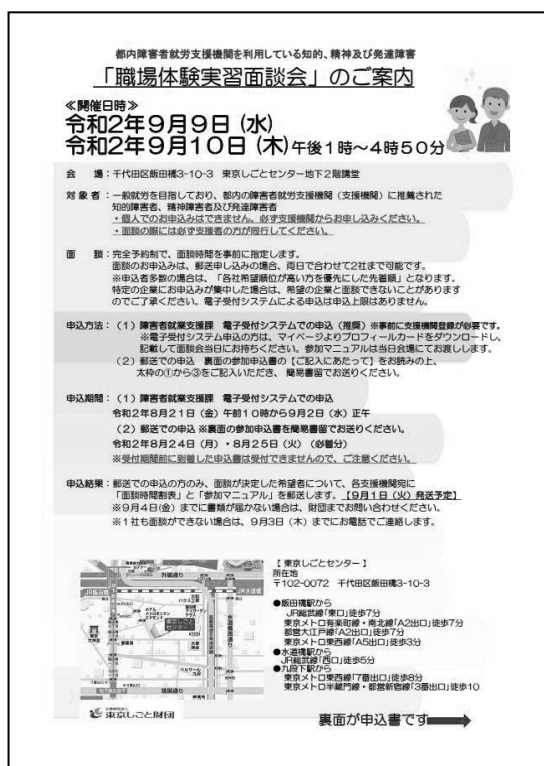 都内障害者就労支援機関を利用している知的、精神及び発達障害
「職場体験実習面談会」のご案内
≪開催日時≫
令和2年9月9日(水)
令和2年9月10日(木)午後1時～4時50分
会 場：千代田区飯田橋3-10-3 東京しごとセンター地下2階講堂
対象者：一般就労を目指しており、都内の障害者就労支援機関(支援機関)に推薦された
知的障害者、精神障害者及び発達障害者
・個人でのお申込みはできません。必ず支援機関からお申し込みください。
・面談の際には必ず支援者の方が同行してください。
面 談：完全予約制で、面談時間を事前に指定します。
面談のお申込みは、郵送申し込みの場合、両日で合わせて2社まで可能です。
※申込者多数の場合は、「各社希望順位が高い方を優先にした先着順」となります。
特定の企業にお申込みが集中した場合は、希望の企業と面談できないことがあります
のでご了承ください。電子受付システムによる申込は申込上限はありません。
申込方法：(1)障害者就業支援課 電子受付システムでの申込(推奨)※事前に支援機関登録が必要です。
※電子受付システム申込の方は、マイページよりプロフィールカードをダウンロードし、
記載して面談会当日にお持ちください。参加マニュアルは当日会場にてお渡しします。
(2)郵送での申込 裏面の参加申込書の【ご記入にあたって】をお読みの上、
太枠の①から③をご記入いただき、簡易書留でお送りください。
申込期間：(1)障害者就業支援課 電子受付システムでの申込
令和2年8月21日(金)午前10時から9月2日(水)正午
(2)郵送での申込 ※裏面の参加申込書を簡易書留でお送りください。
令和2年8月24日(月)・8月25日(火)(必着分)
※受付期間前に到着した申込書は受付できませんので、ご注意ください。
申込結果：郵送での申込の方のみ、面談が決定した希望者について、各支援機関宛に
「面談時間割表」と「参加マニュアル」を郵送します。【9月1日(火)発送予定】
※9月4日(金)までに書類が届かない場合は、財団までお問い合わせください。
※1社も面談ができない場合は、9月3日(木)までにお電話でご連絡します。
【東京しごとセンター】
所在地
〒102-0072 千代田区飯田橋3-10-3
●飯田橋駅から
JR総武線「東口」徒歩7分
東京メトロ有楽町線・南北線「A2出口」徒歩7分
都営大江戸線「A2出口」徒歩7分
東京メトロ東西線「A5出口」徒歩3分
●水道橋駅から
JR総武線「西口」徒歩5分
●九段下駅から
東京メトロ東西線「7番出口」徒歩8分
東京メトロ半蔵門線・都営新宿線「3番出口」徒歩10
外堀通り
JR飯田橋
JR水道橋
目白通り
靖国通り
東京しごと財団
裏面が申込書です